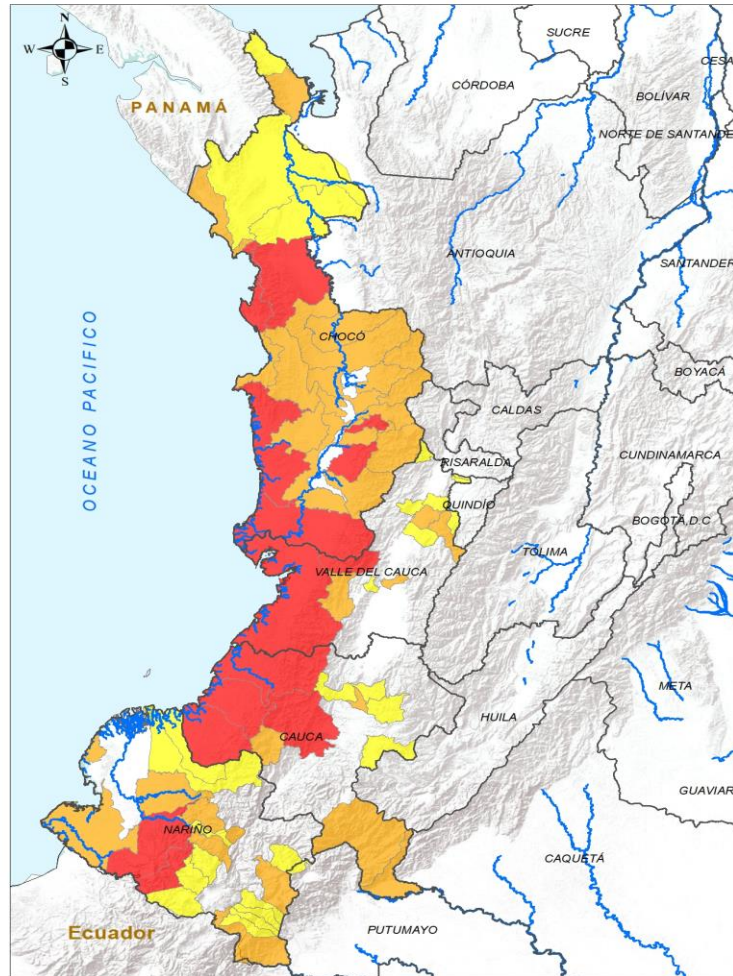 N
W E
S
SUCRE
CESA
CÓRDOBA
BOLÍVAR
PANAMÁ
NORTE DE SANTANDE
ANTIOQUIA
SANTANDER
OCEANO PACIFICO
CHOCÓ
BOYACÁ
CALDAS
CUNDINAMARCA
RISARALDA
QUINDÍO
BOGOTÁ, D.C
TOLIMA
VALLE DEL CAUCA
META
HUILA
CAUCA
GUAVIAR
NARIÑO
CAQUETÁ
Ecuador
PUTUMAYO